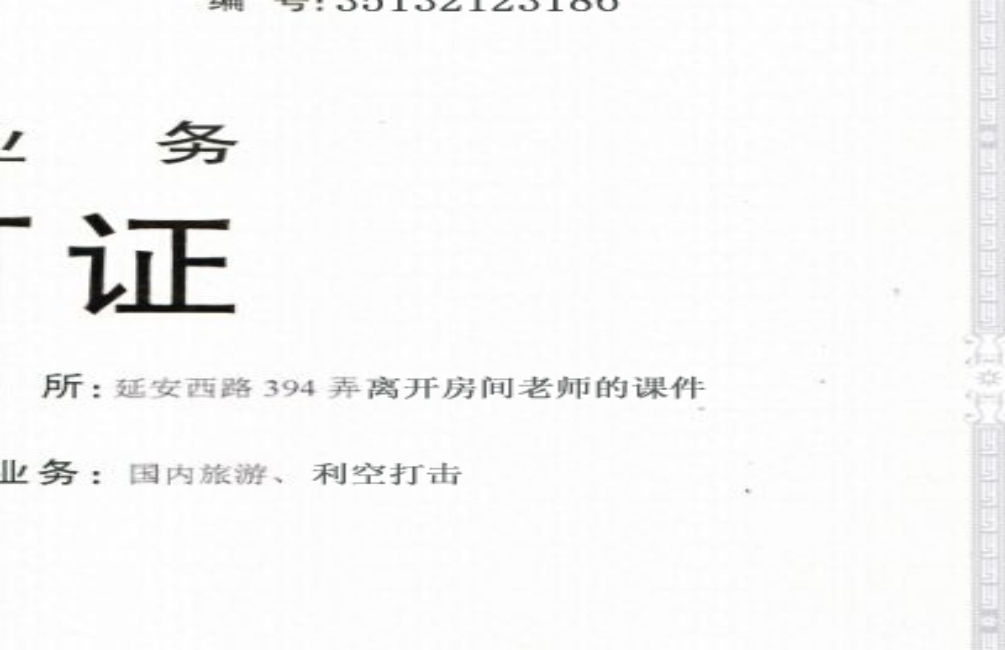 编 号: 35132123186
业 务
证
所: 延安西路 394 弄离开房间老师的课件
业务: 国内旅游、 利空打击